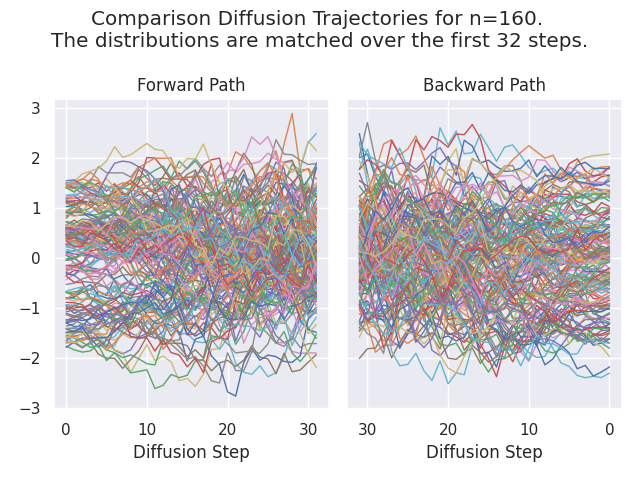 Comparison Diffusion Trajectories for n=160.
The distributions are matched over the first 32 steps.
Forward Path
Backward Path
3
2
1
0
−1
−2
−3
0 10 20 30
30 20 10 0
Diffusion Step
Diffusion Step